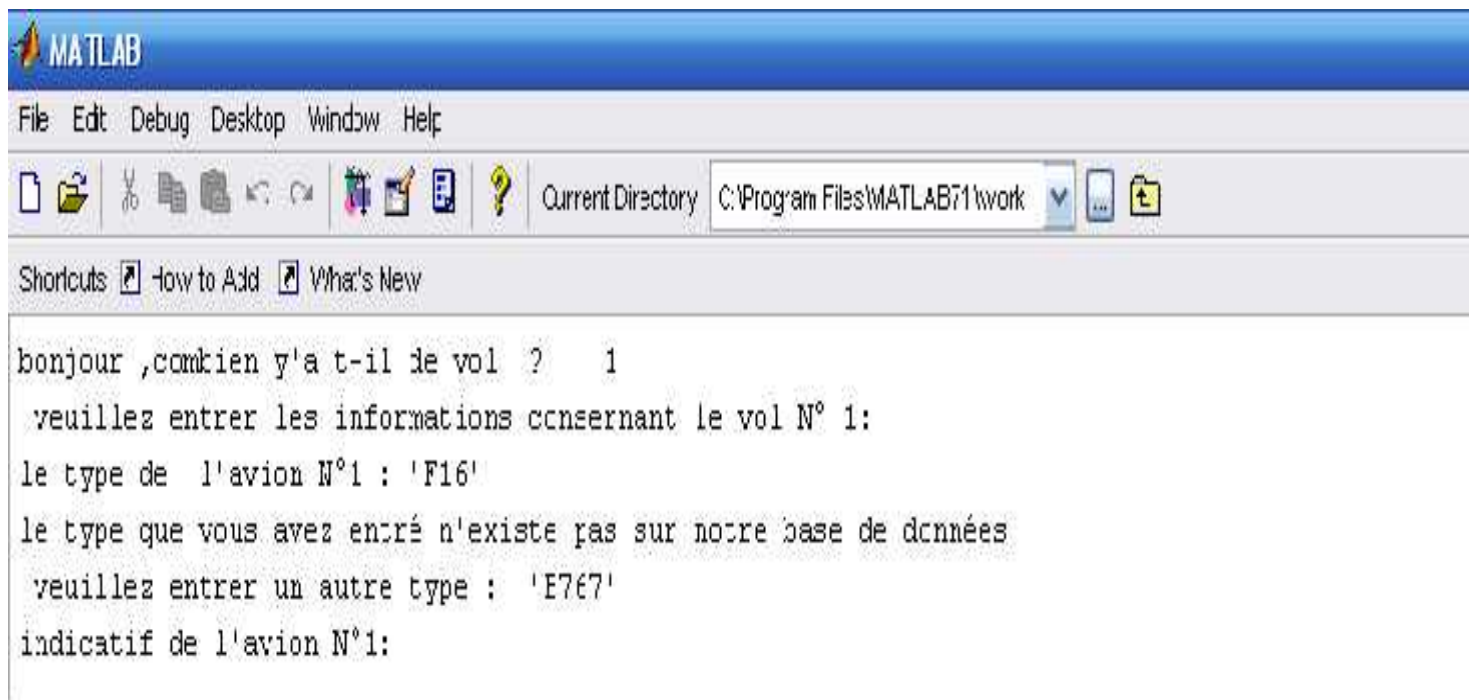 MATLAB
File Edit Debug Desktop Window Help
Current Directory C:\Program Files\MATLAB71\work ...
Shortcuts How to Add What's New
bonjour ,combien y'a t-il de vol ? 1
veuillez entrer les informations consernant le vol N° 1:
le type de l'avion N°1 : 'F16'
le type que vous avez entré n'existe pas sur notre base de données
veuillez entrer un autre type : 'B767'
indicatif de l'avion N°1: